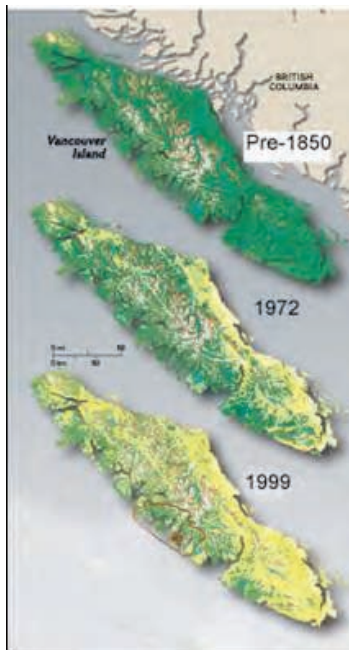 BRITISH
COLUMBIA
Vancouver
Island
Pre-1850
1972
1999